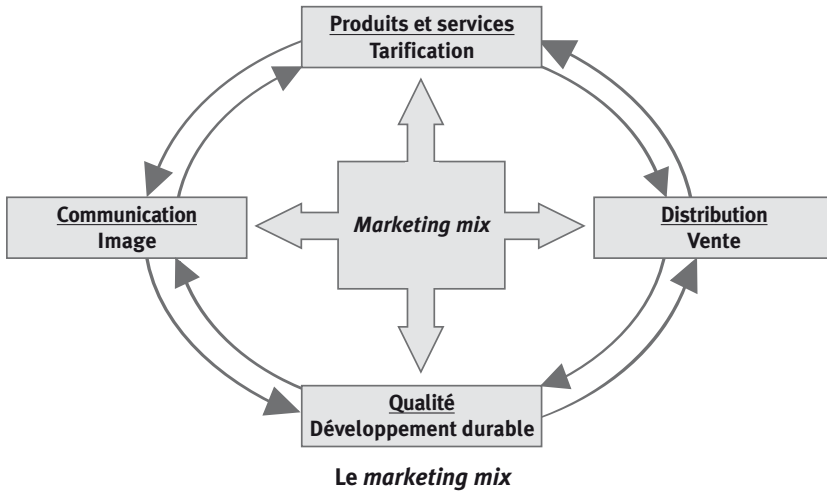 Produits et services
Tarification
Communication
Image
Marketing mix
Distribution
Vente
Qualité
Développement durable
Le marketing mix